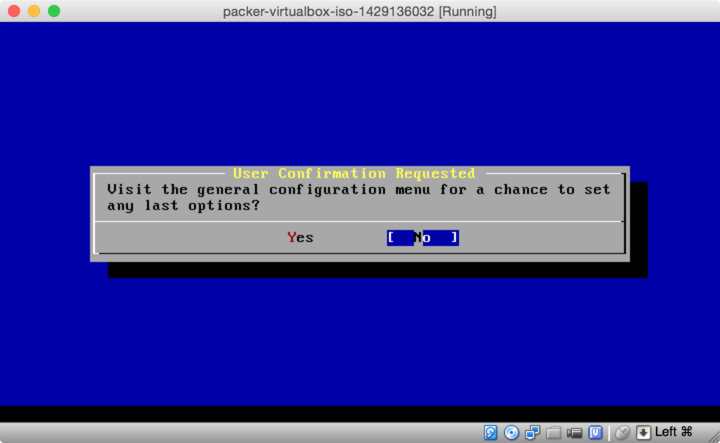 packer-virtualbox-iso-1429136032 [Running]
User Confirmation Requested
Visit the general configuration menu for a chance to set
any last options?
Yes [ No ]
Left ⌘